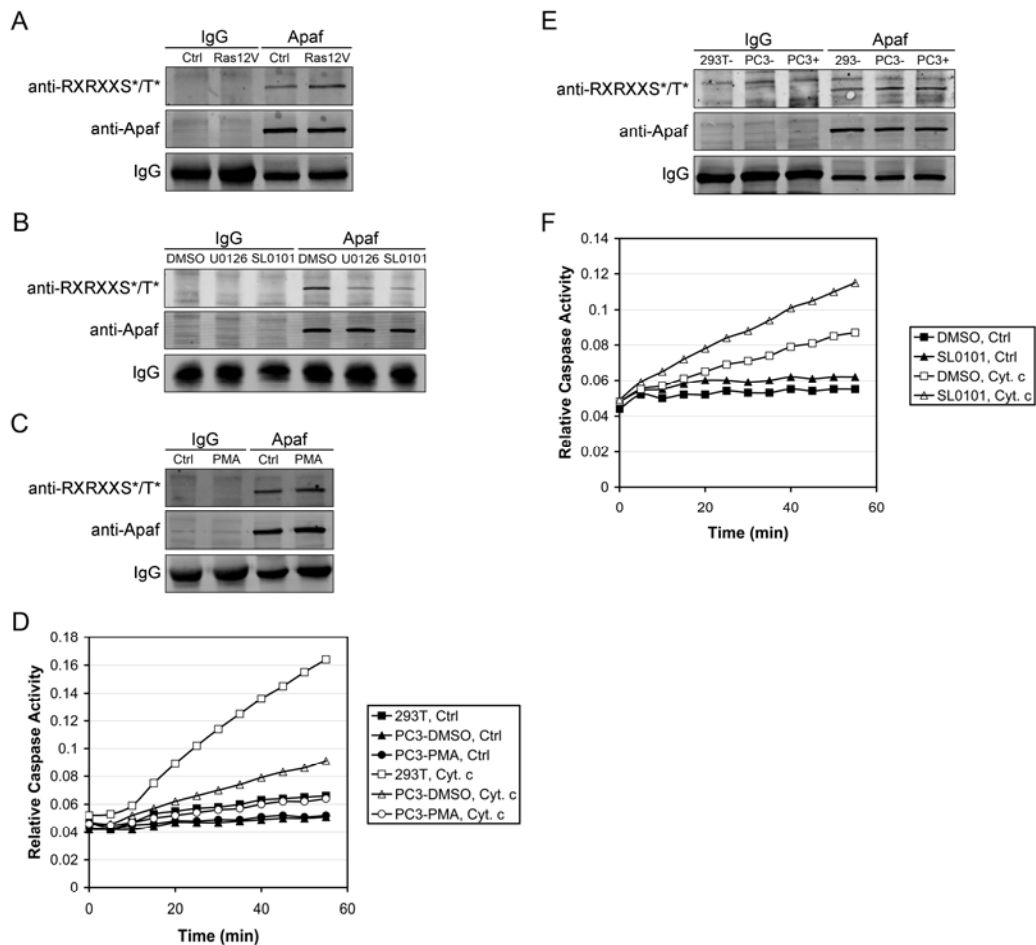 A
IgG Apaf
Ctrl Ras12V Ctrl Ras12V
anti-RXRXXS*/T*
anti-Apaf
IgG
B
IgG Apaf
DMSO U0126 SL0101 DMSO U0126 SL0101
anti-RXRXXS*/T*
anti-Apaf
IgG
C
IgG Apaf
Ctrl PMA Ctrl PMA
anti-RXRXXS*/T*
anti-Apaf
IgG
D
Relative Caspase Activity
0.18
0.16
0.14
0.12
0.1
0.08
0.06
0.04
0.02
0
0 20 40 60
Time (min)
293T, Ctrl
PC3-DMSO, Ctrl
PC3-PMA, Ctrl
293T, Cyt. c
PC3-DMSO, Cyt. c
PC3-PMA, Cyt. c
E
IgG Apaf
293T- PC3- PC3+ 293- PC3- PC3+
anti-RXRXXS*/T*
anti-Apaf
IgG
F
Relative Caspase Activity
0.14
0.12
0.1
0.08
0.06
0.04
0.02
0
0 20 40 60
Time (min)
DMSO, Ctrl
SL0101, Ctrl
DMSO, Cyt. c
SL0101, Cyt. c